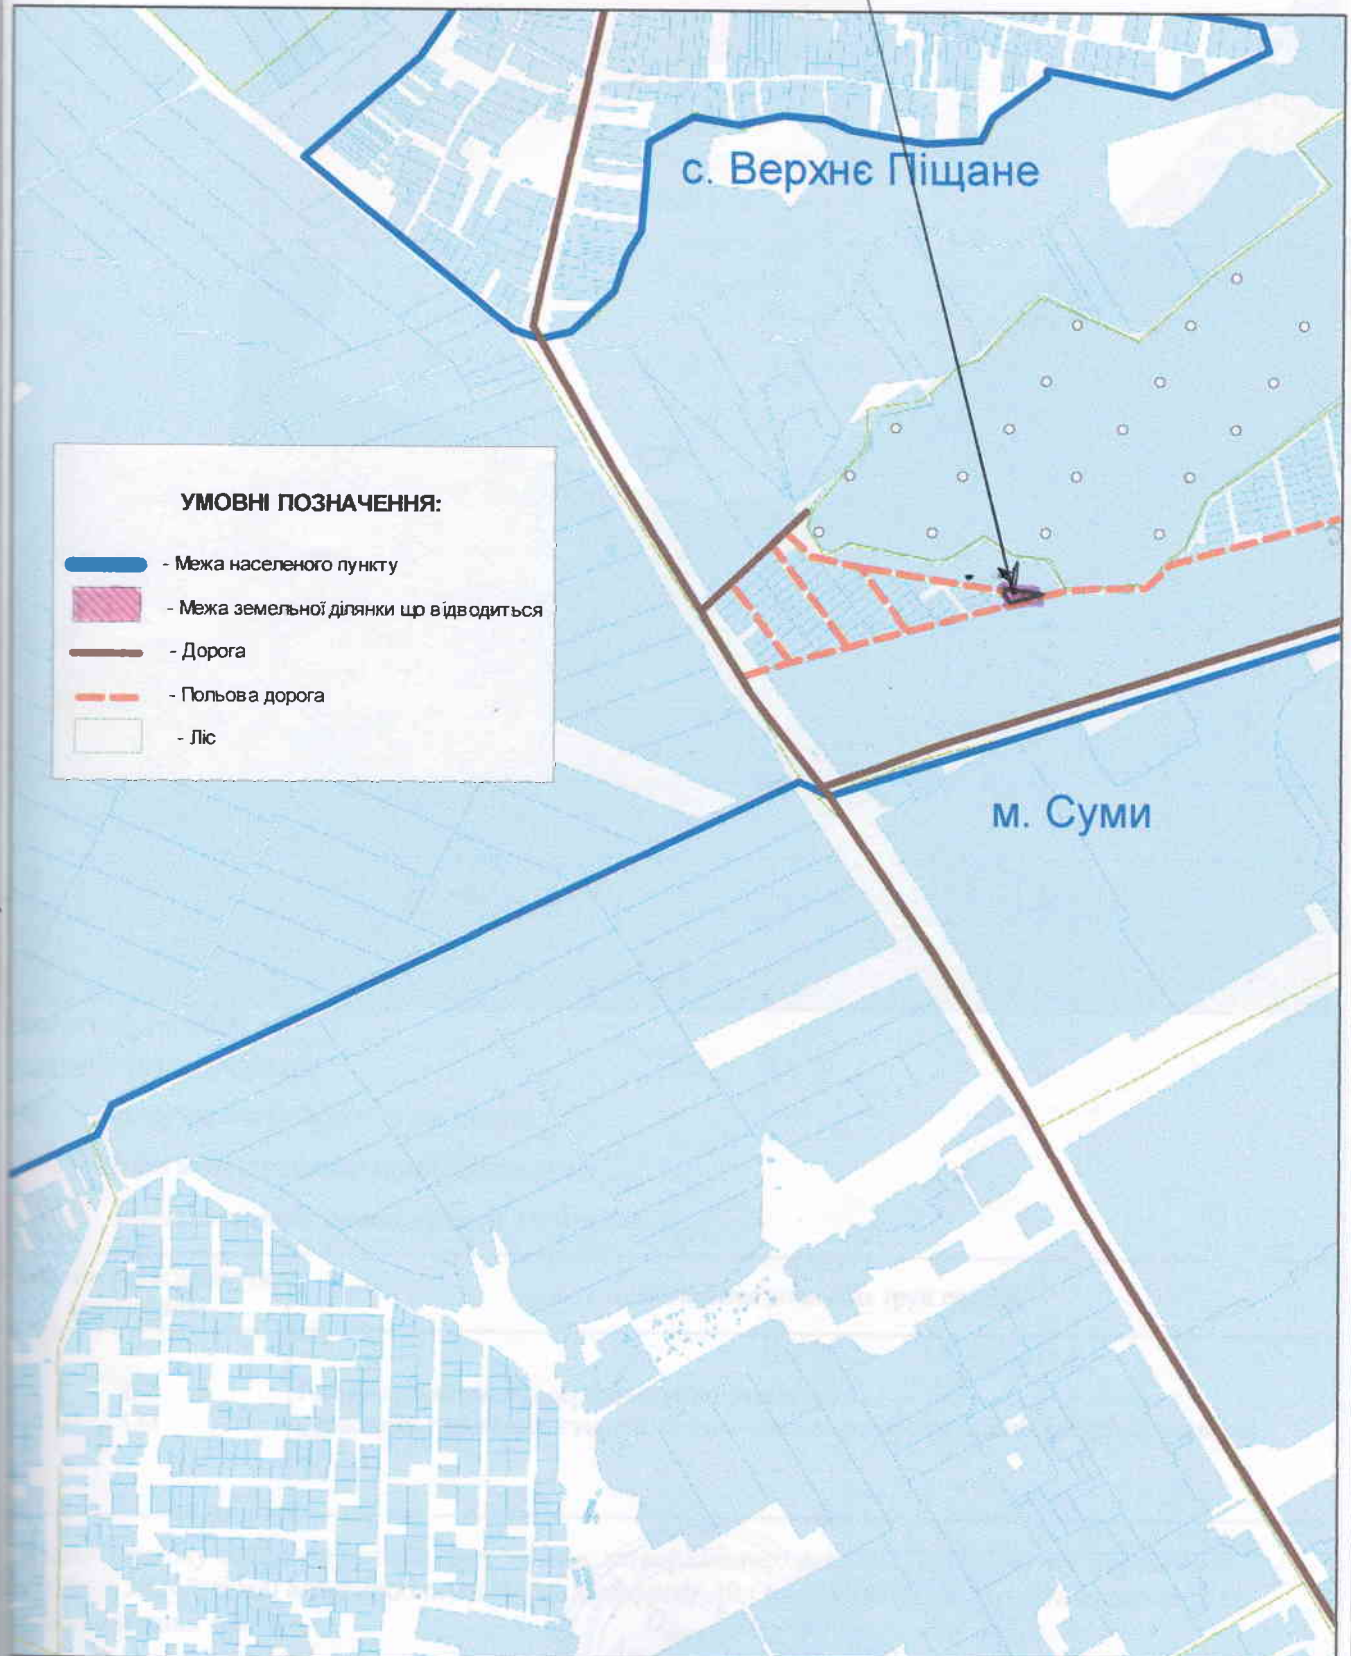 с. Верхнє Піщане
УМОВНІ ПОЗНАЧЕННЯ:
- Межа населеного пункту
- Межа земельної ділянки що відводиться
- Дорога
- Польова дорога
- Ліс
м. Суми